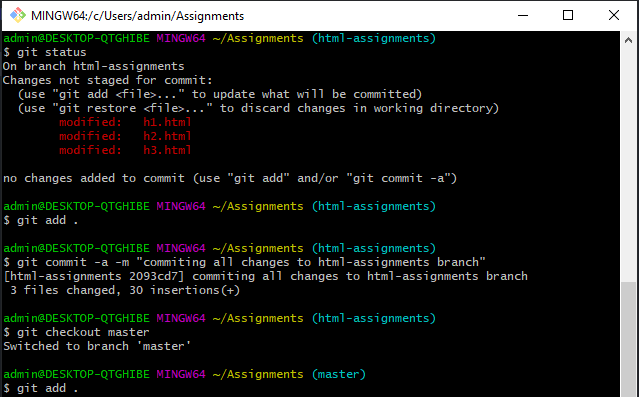 MINGW64:/c/Users/admin/Assignments
admin@DESKTOP-QTGHIBE MINGW64 ~/Assignments (html-assignments)
$ git status
On branch html-assignments
Changes not staged for commit:
  (use "git add <file>..." to update what will be committed)
  (use "git restore <file>..." to discard changes in working directory)
        modified:   h1.html
        modified:   h2.html
        modified:   h3.html

no changes added to commit (use "git add" and/or "git commit -a")

admin@DESKTOP-QTGHIBE MINGW64 ~/Assignments (html-assignments)
$ git add .

admin@DESKTOP-QTGHIBE MINGW64 ~/Assignments (html-assignments)
$ git commit -a -m "commiting all changes to html-assignments branch"
[html-assignments 2093cd7] commiting all changes to html-assignments branch
 3 files changed, 30 insertions(+)

admin@DESKTOP-QTGHIBE MINGW64 ~/Assignments (html-assignments)
$ git checkout master
Switched to branch 'master'

admin@DESKTOP-QTGHIBE MINGW64 ~/Assignments (master)
$ git add .